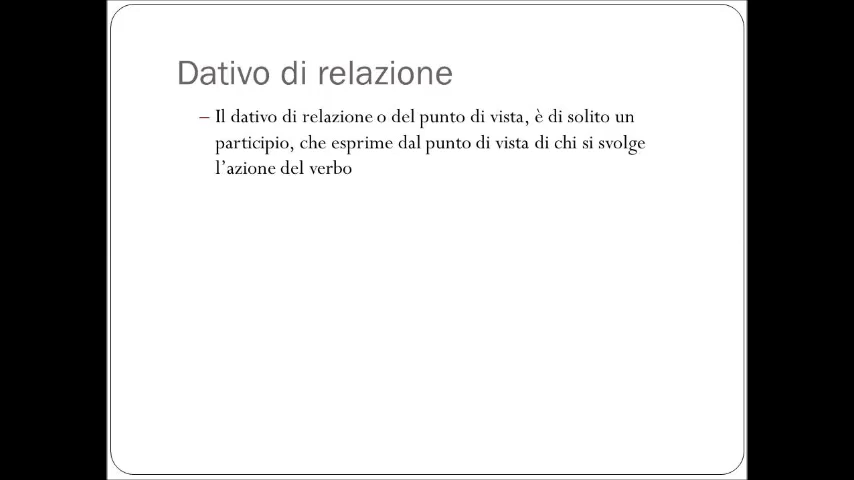 Dativo di relazione
– Il dativo di relazione o del punto di vista, è di solito un
participio, che esprime dal punto di vista di chi si svolge
l’azione del verbo